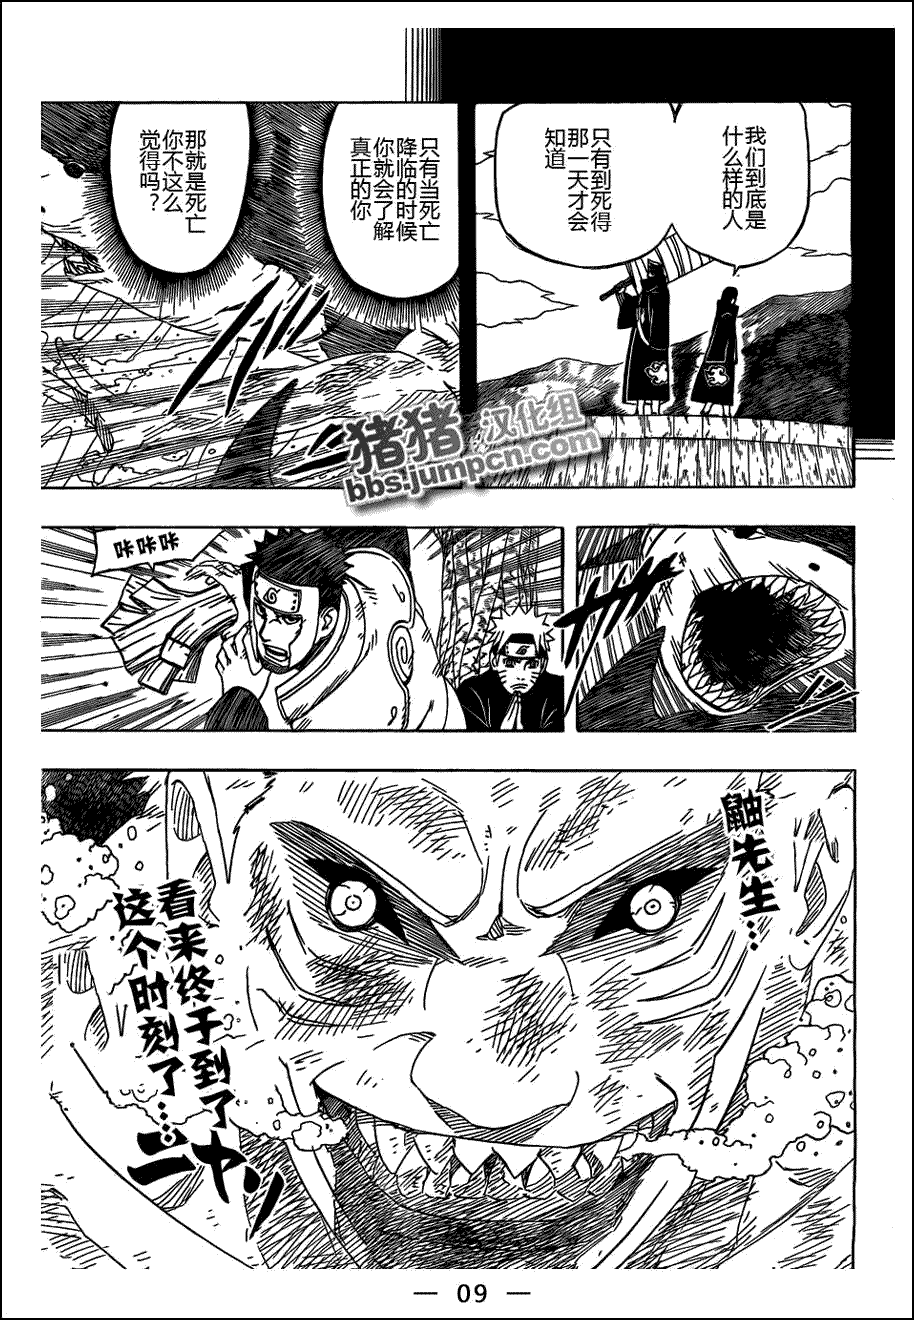 我们到底是
什么样的人
只有到死得
那一天才会
知道
只有当死亡
降临的时候
你就会了解
真正的你
那就是死亡
你不这么
觉得吗？
猪猪汉化组
bbs.jumpcn.com
咔咔咔
鼬先生…
看来终于到了
这个时刻了…
ニヤッ
— 09 —